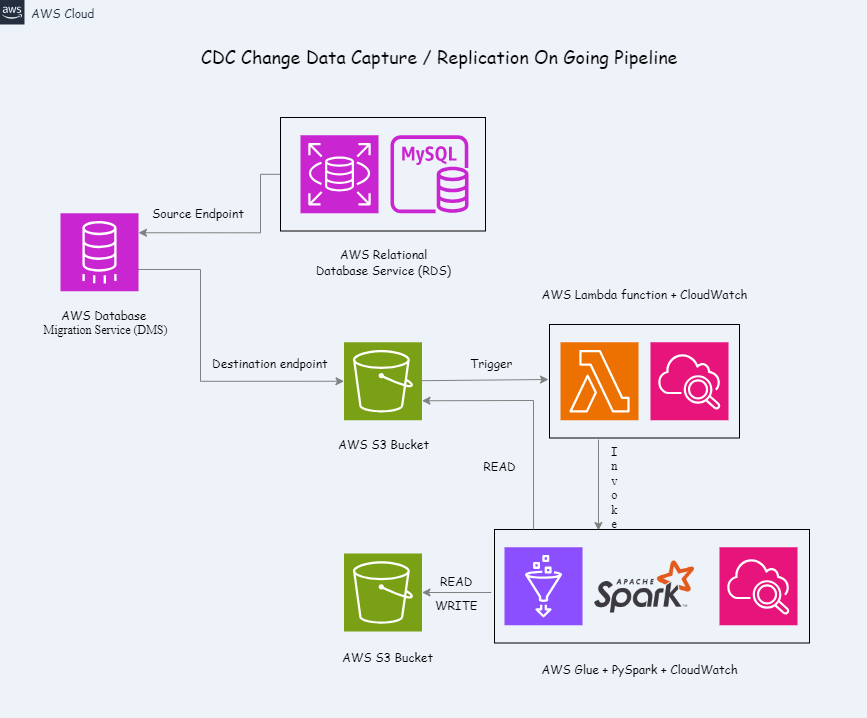 aws
AWS Cloud
CDC Change Data Capture / Replication On Going Pipeline
MySQL
Source Endpoint
AWS Relational
Database Service (RDS)
AWS Database
Migration Service (DMS)
AWS Lambda function + CloudWatch
Destination endpoint
Trigger
AWS S3 Bucket
READ
I
n
v
o
k
e
READ
WRITE
APACHE
Spark
TM
AWS S3 Bucket
AWS Glue + PySpark + CloudWatch